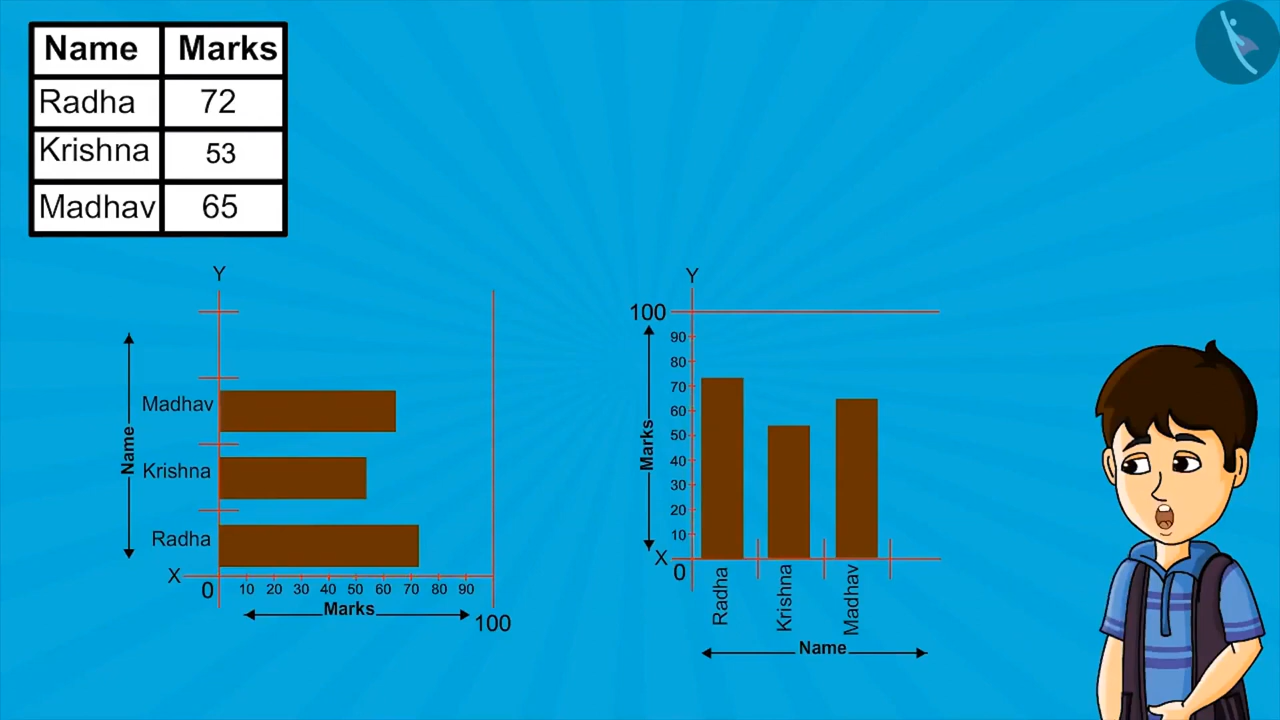 Name Marks
Radha 72
Krishna 53
Madhav 65
Y
Madhav
Krishna
Radha
Name
X
0 10 20 30 40 50 60 70 80 90
100
Marks
Y
100
90
80
70
60
50
40
30
20
10
X
0
Marks
Radha
Krishna
Madhav
Name